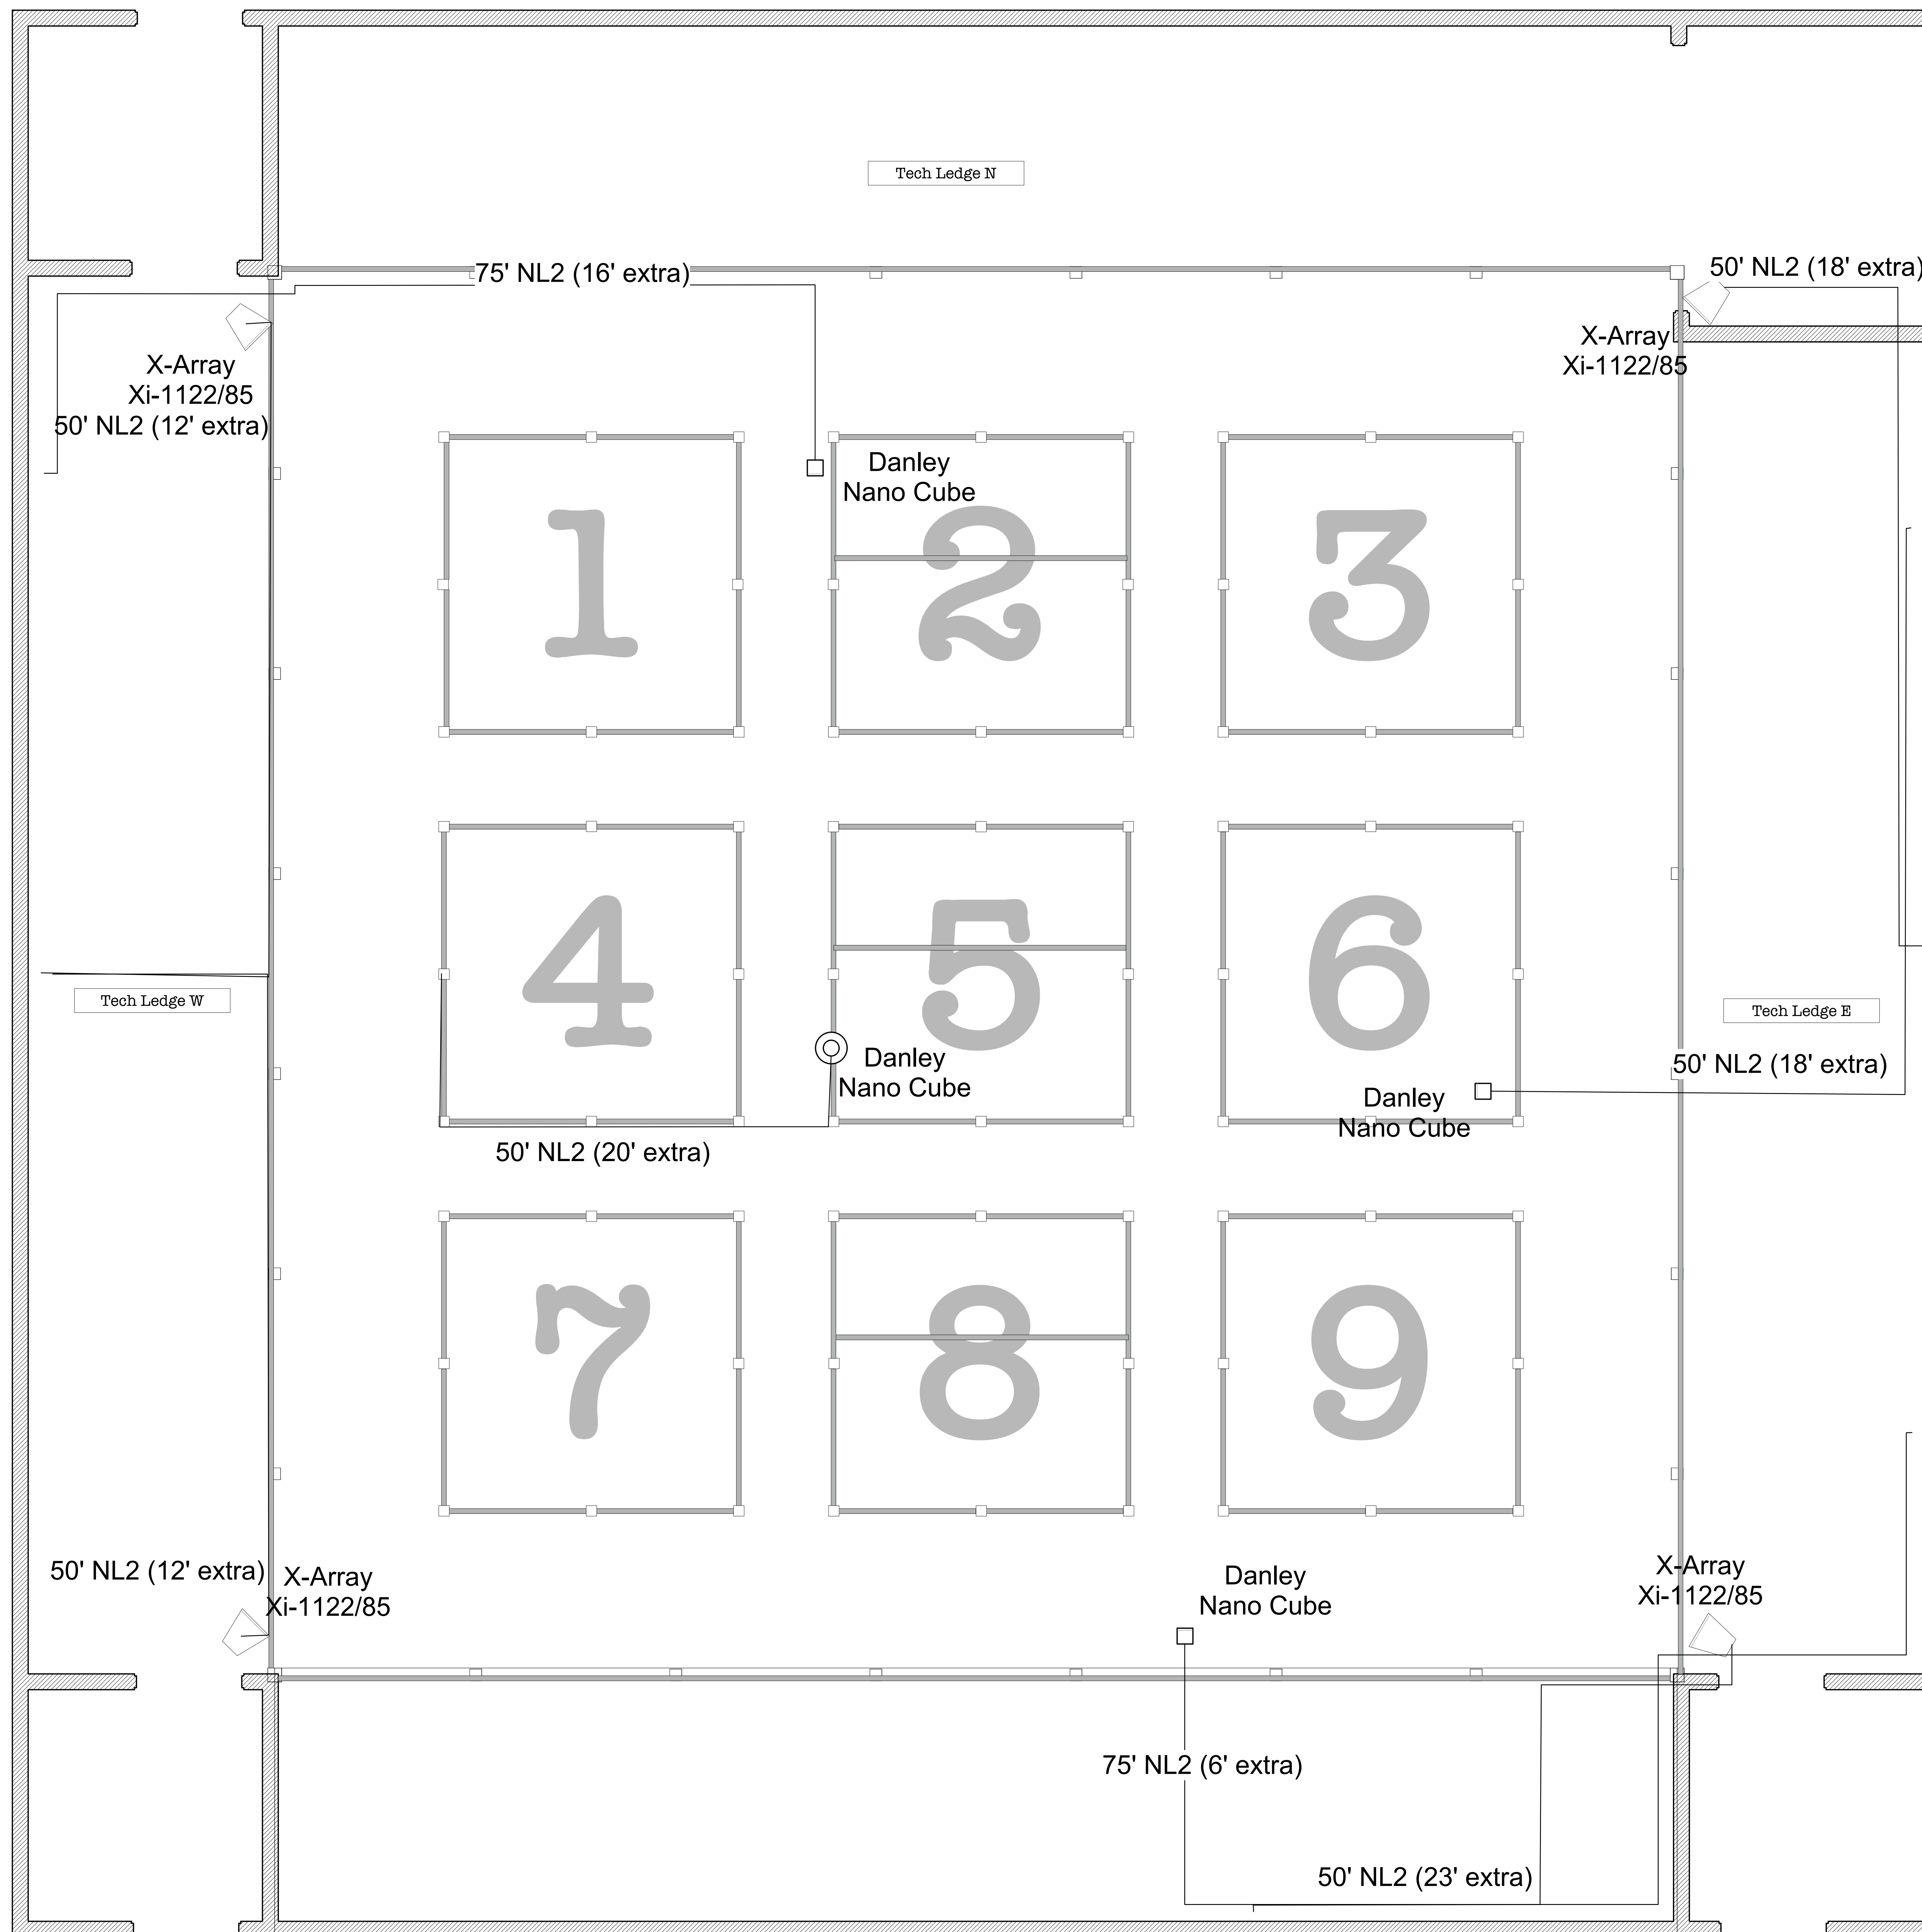 Tech Ledge N
75' NL2 (16' extra)
50' NL2 (18' extra)
X-Array
Xi-1122/85
50' NL2 (12' extra)
X-Array
Xi-1122/85
Danley
Nano Cube
1
2
3
4
5
6
Tech Ledge W
Tech Ledge E
Danley
Nano Cube
50' NL2 (18' extra)
Danley
Nano Cube
50' NL2 (20' extra)
7
8
9
50' NL2 (12' extra)
X-Array
Xi-1122/85
Danley
Nano Cube
X-Array
Xi-1122/85
75' NL2 (6' extra)
50' NL2 (23' extra)